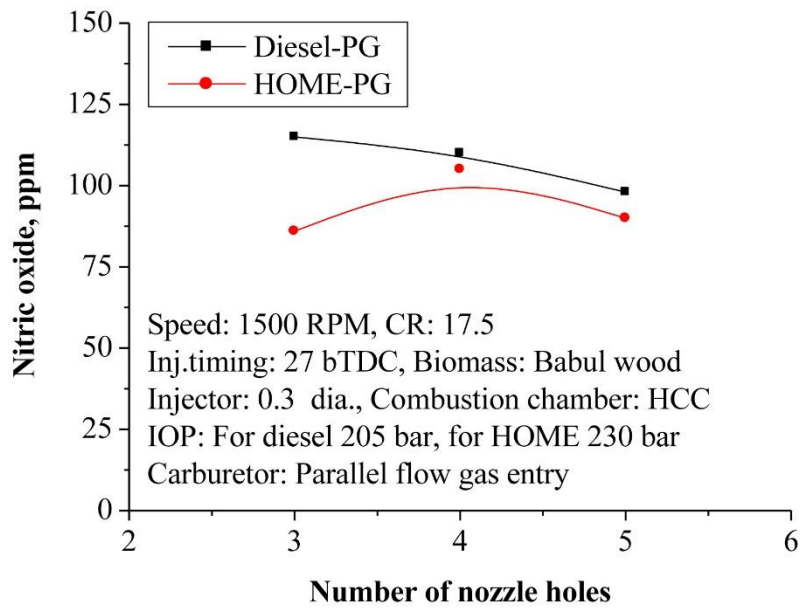 150
Diesel-PG
HOME-PG
125
100
75
50
25
0
Nitric oxide, ppm
Speed: 1500 RPM, CR: 17.5
Inj.timing: 27 bTDC, Biomass: Babul wood
Injector: 0.3 dia., Combustion chamber: HCC
IOP: For diesel 205 bar, for HOME 230 bar
Carburetor: Parallel flow gas entry
2 3 4 5 6
Number of nozzle holes